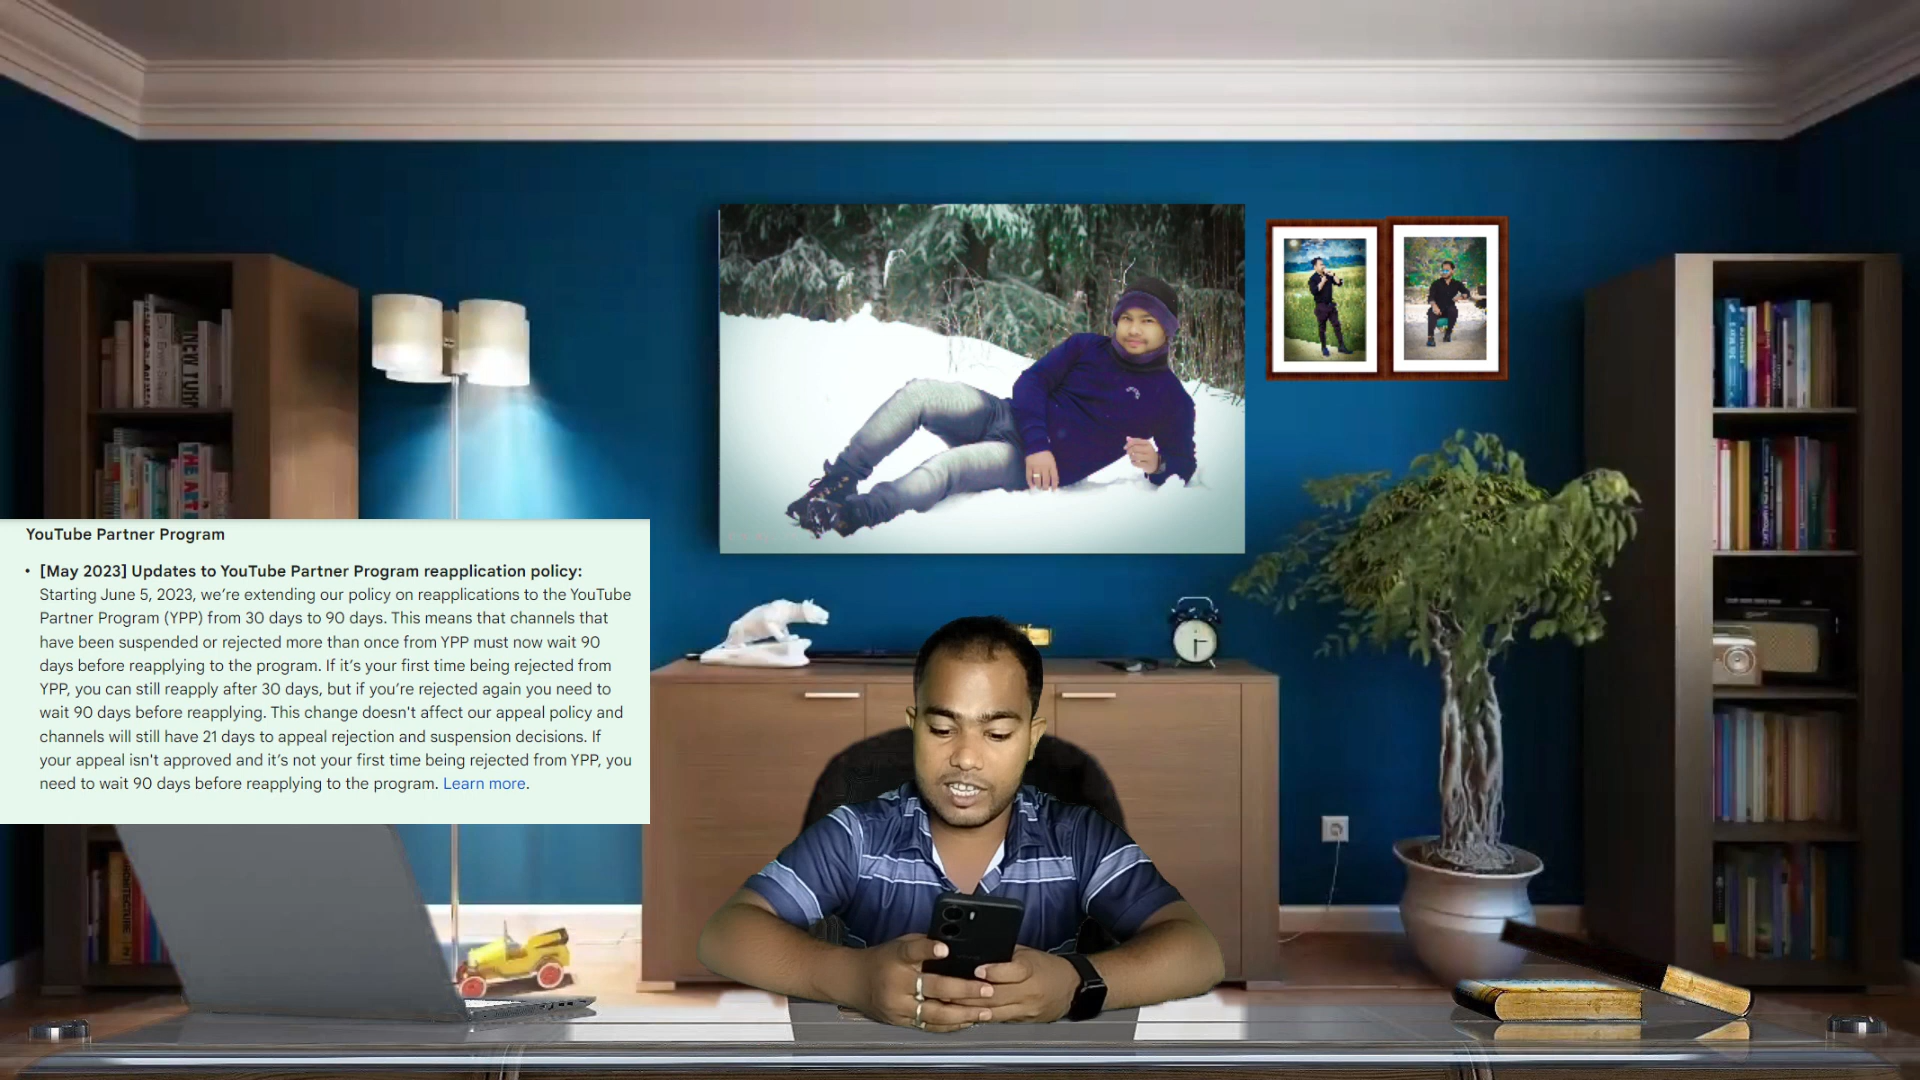 NEW YORK
THE ART
YouTube Partner Program
• [May 2023] Updates to YouTube Partner Program reapplication policy:
Starting June 5, 2023, we’re extending our policy on reapplications to the YouTube
Partner Program (YPP) from 30 days to 90 days. This means that channels that
have been suspended or rejected more than once from YPP must now wait 90
days before reapplying to the program. If it’s your first time being rejected from
YPP, you can still reapply after 30 days, but if you’re rejected again you need to
wait 90 days before reapplying. This change doesn't affect our appeal policy and
channels will still have 21 days to appeal rejection and suspension decisions. If
your appeal isn't approved and it’s not your first time being rejected from YPP, you
need to wait 90 days before reapplying to the program. Learn more.
ARCHITECTURE